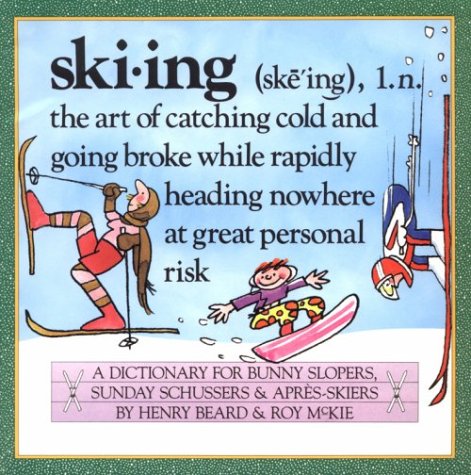 ski·ing (skē'ing), 1. n.
the art of catching cold and
going broke while rapidly
heading nowhere
at great personal
risk
A DICTIONARY FOR BUNNY SLOPERS,
SUNDAY SCHUSSERS & APRÈS-SKIERS
BY HENRY BEARD & ROY McKIE